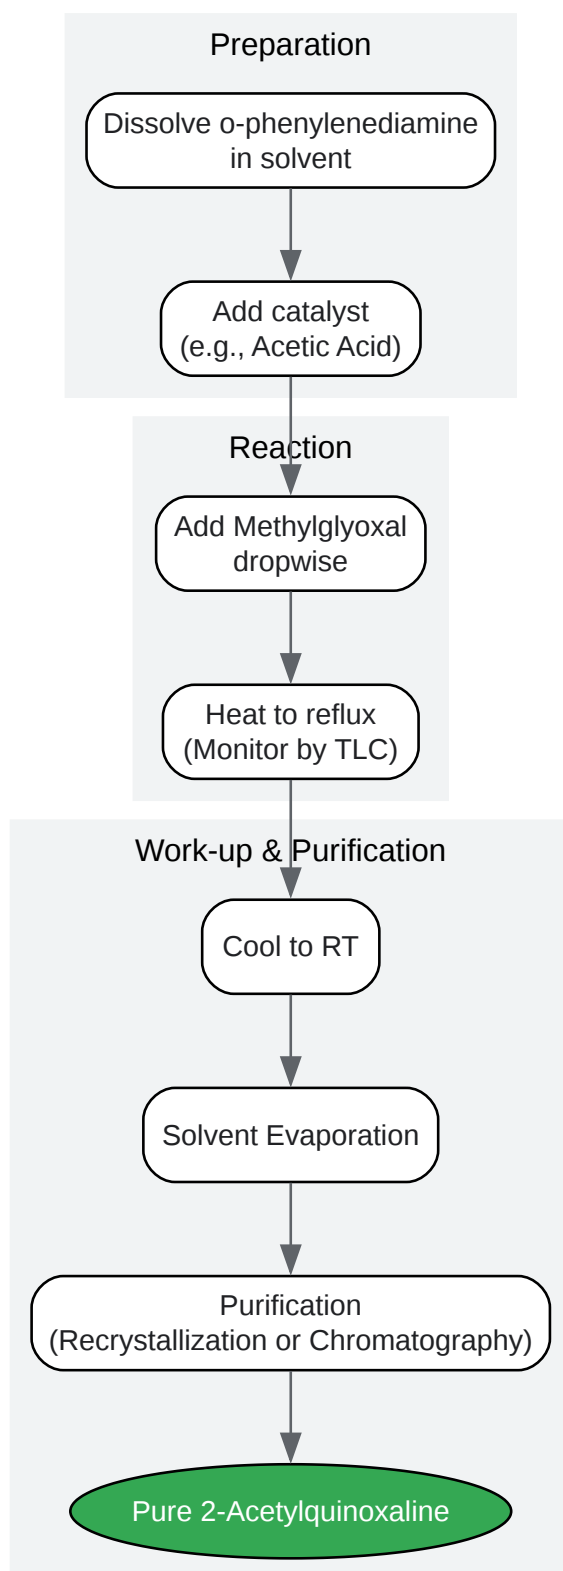 Preparation
Dissolve o-phenylenediamine
in solvent
Add catalyst
(e.g., Acetic Acid)
Reaction
Add Methylglyoxal
dropwise
Heat to reflux
(Monitor by TLC)
Work-up & Purification
Cool to RT
Solvent Evaporation
Purification
(Recrystallization or Chromatography)
Pure 2-Acetylquinoxaline